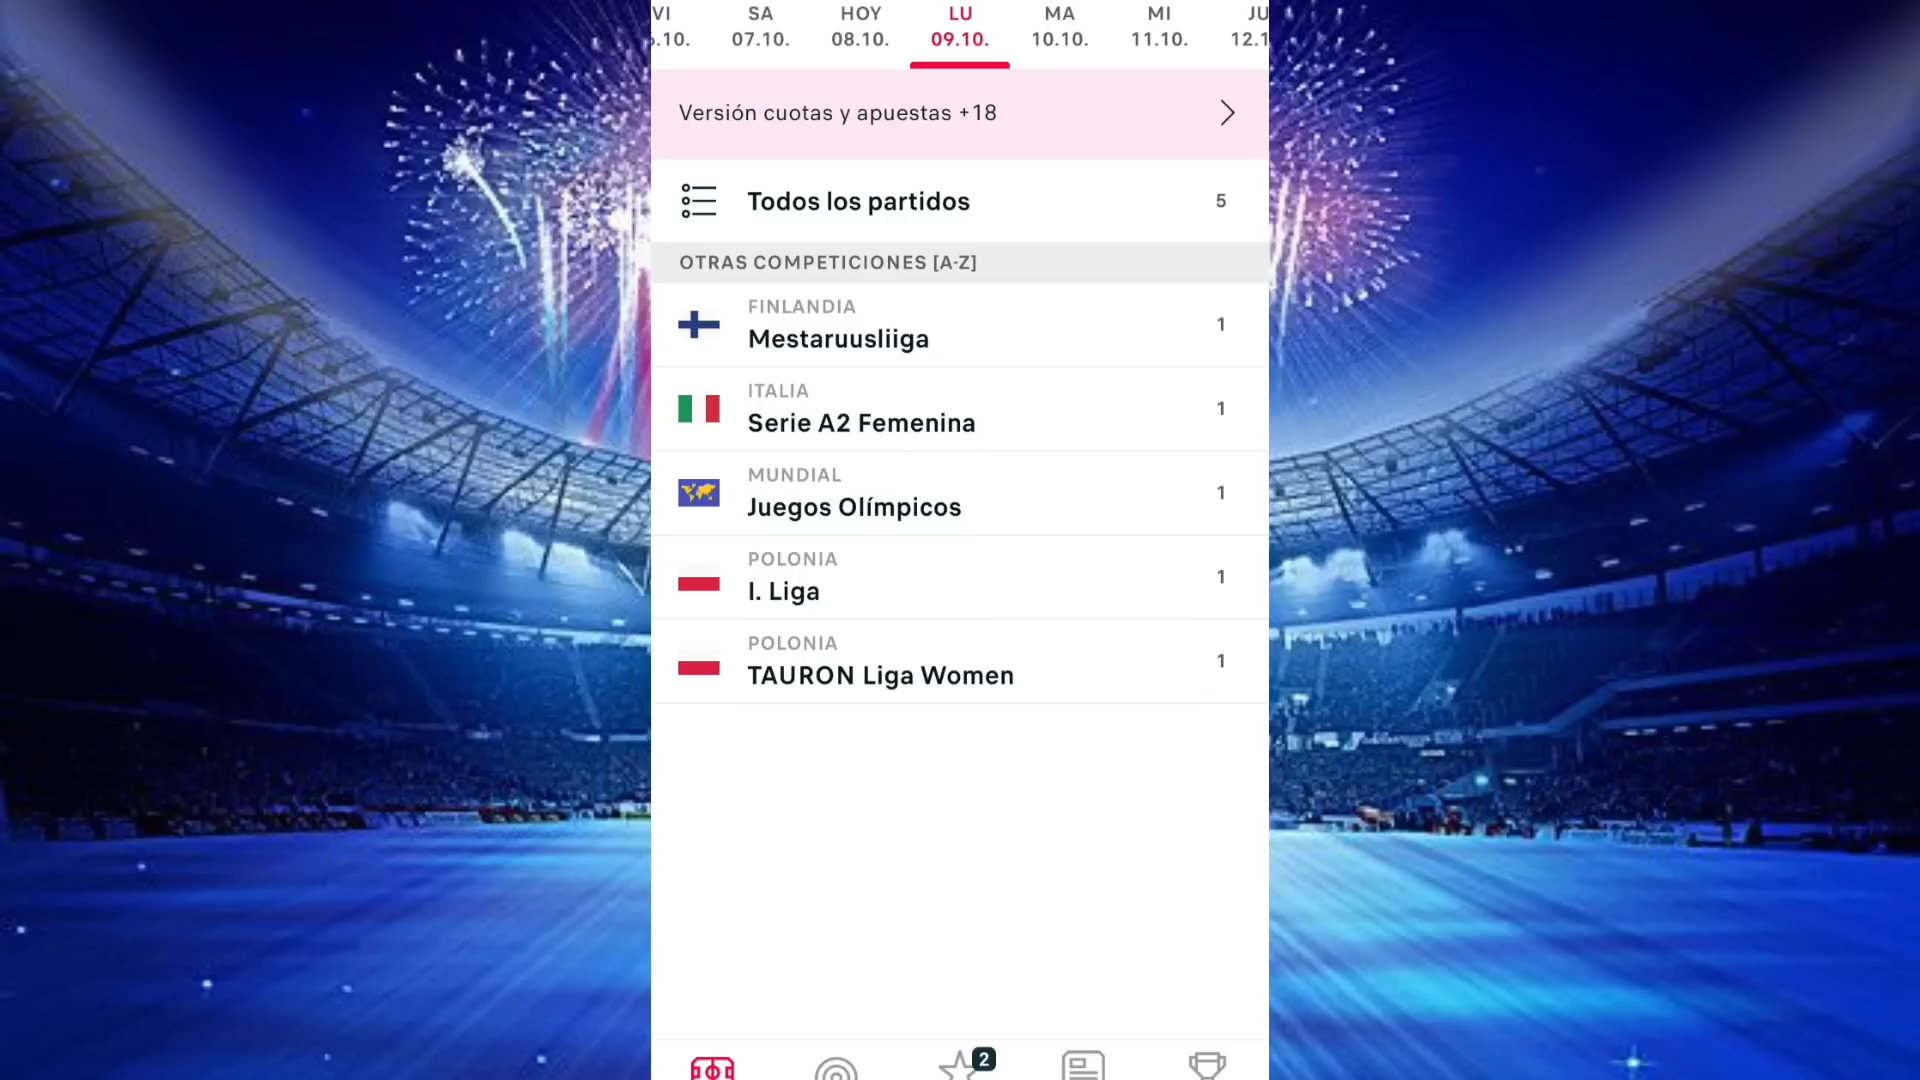 VI SA HOY LU MA MI JU
.10. 07.10. 08.10. 09.10. 10.10. 11.10. 12.1
Versión cuotas y apuestas +18
Todos los partidos 5
OTRAS COMPETICIONES [A-Z]
FINLANDIA
Mestaruusliiga 1
ITALIA
Serie A2 Femenina 1
MUNDIAL
Juegos Olímpicos 1
POLONIA
I. Liga 1
POLONIA
TAURON Liga Women 1
2